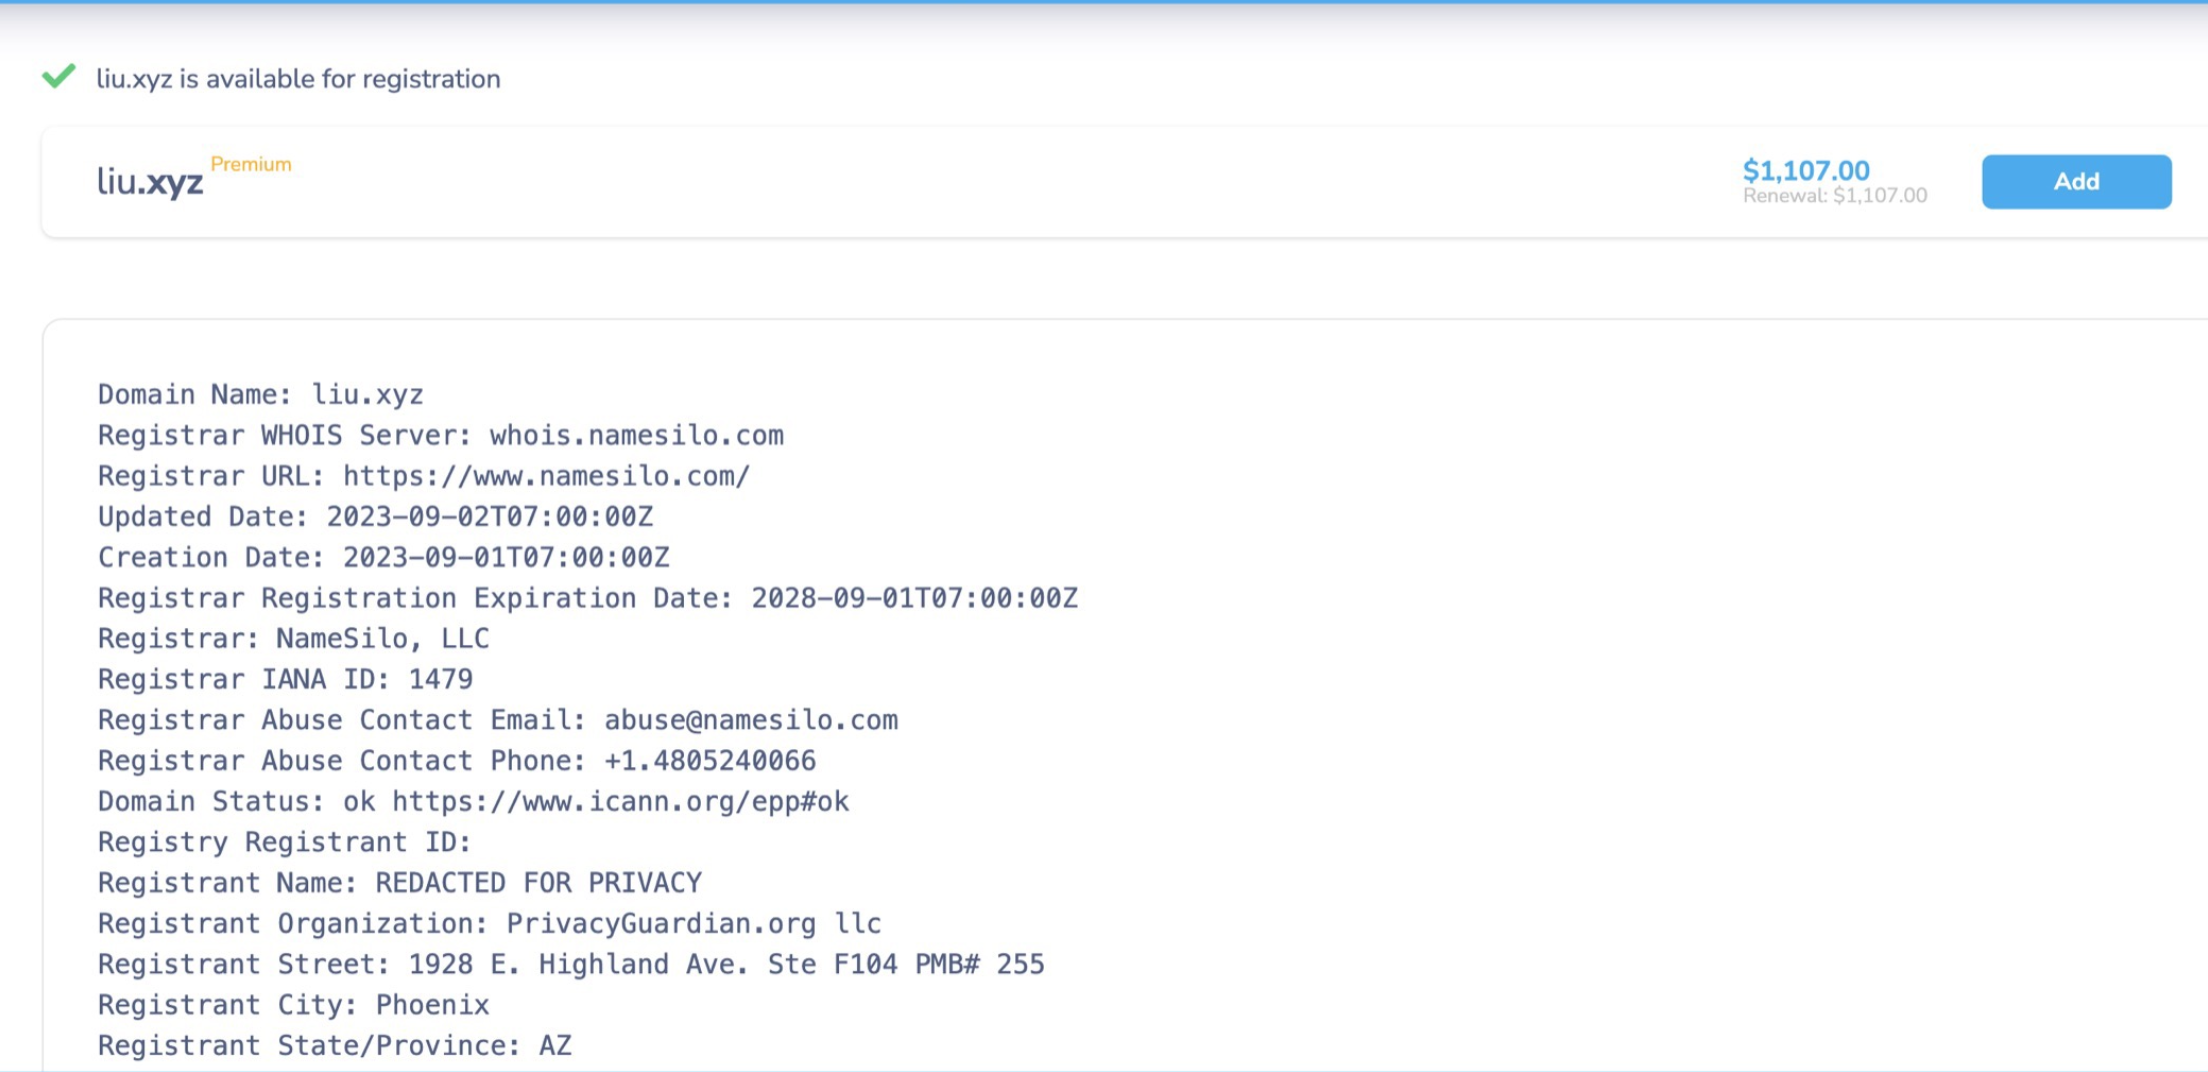 liu.xyz is available for registration
liu.xyz Premium
$1,107.00
Renewal: $1,107.00
Add
Domain Name: liu.xyz
Registrar WHOIS Server: whois.namesilo.com
Registrar URL: https://www.namesilo.com/
Updated Date: 2023-09-02T07:00:00Z
Creation Date: 2023-09-01T07:00:00Z
Registrar Registration Expiration Date: 2028-09-01T07:00:00Z
Registrar: NameSilo, LLC
Registrar IANA ID: 1479
Registrar Abuse Contact Email: abuse@namesilo.com
Registrar Abuse Contact Phone: +1.4805240066
Domain Status: ok https://www.icann.org/epp#ok
Registry Registrant ID:
Registrant Name: REDACTED FOR PRIVACY
Registrant Organization: PrivacyGuardian.org llc
Registrant Street: 1928 E. Highland Ave. Ste F104 PMB# 255
Registrant City: Phoenix
Registrant State/Province: AZ